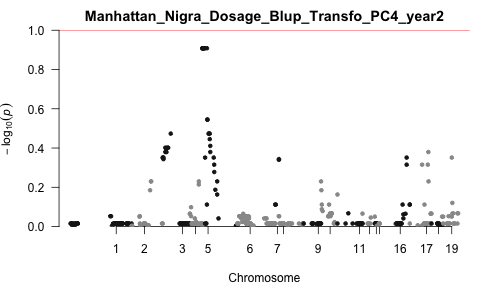 Manhattan_Nigra_Dosage_Blup_Transfo_PC4_year2
− log10(p)
1.0
0.8
0.6
0.4
0.2
0.0
1 2 3 5 6 7 9 11 16 17 19
Chromosome